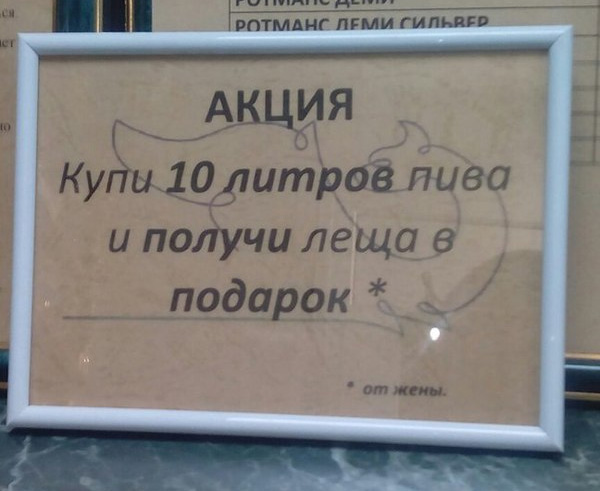 РОТМАНС ДЕМИ
РОТМАНС ДЕМИ СИЛЬВЕР
АКЦИЯ
Купи 10 литров пива
и получи леща в
подарок *
* от жены.